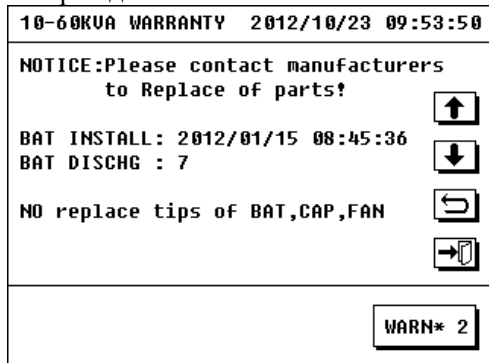 10-60KVA WARRANTY 2012/10/23 09:53:50
NOTICE:Please contact manufacturers
to Replace of parts!
BAT INSTALL: 2012/01/15 08:45:36
BAT DISCHG : 7
NO replace tips of BAT,CAP,FAN
WARN* 2